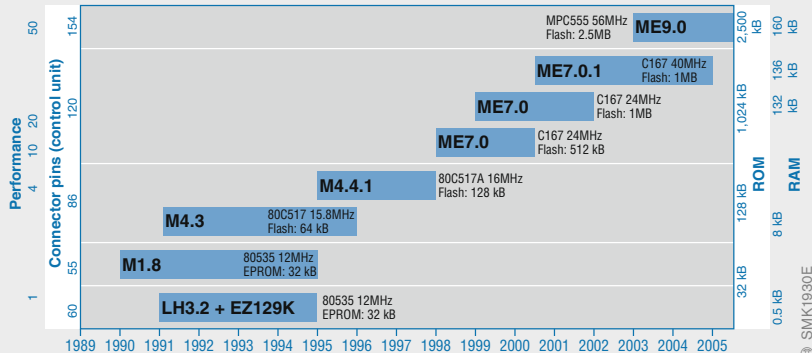 Performance
50
20
10
4
1
Connector pins (control unit)
154
120
86
55
60
MPC555 56MHz
Flash: 2.5MB
ME9.0
ME7.0.1
C167 40MHz
Flash: 1MB
ME7.0
C167 24MHz
Flash: 1MB
ME7.0
C167 24MHz
Flash: 512 kB
M4.4.1
80C517A 16MHz
Flash: 128 kB
M4.3
80C517 15.8MHz
Flash: 64 kB
M1.8
80535 12MHz
EPROM: 32 kB
LH3.2 + EZ129K
80535 12MHz
EPROM: 32 kB
2,500 kB
1,024 kB
128 kB
32 kB
ROM
160 kB
136 kB
132 kB
8 kB
0.5 kB
RAM
1989 1990 1991 1992 1993 1994 1995 1996 1997 1998 1999 2000 2001 2002 2003 2004 2005
© SMK1930E